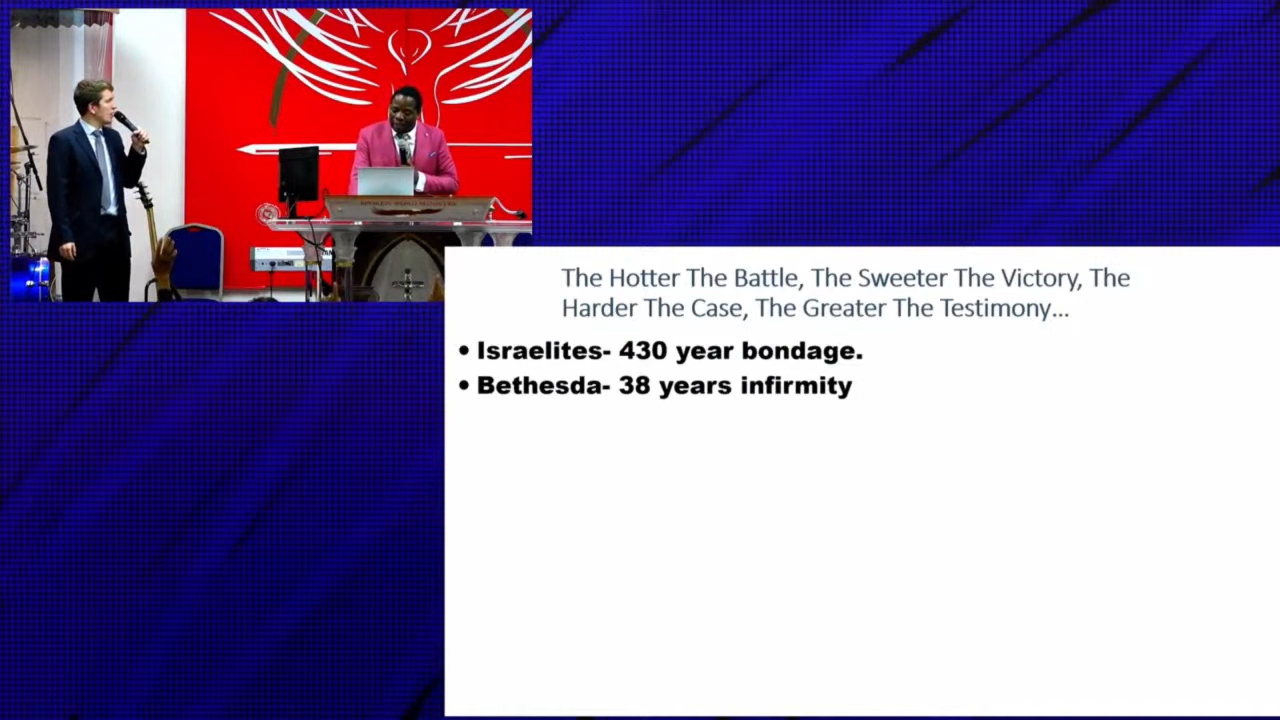 The Hotter The Battle, The Sweeter The Victory, The
Harder The Case, The Greater The Testimony...
• Israelites- 430 year bondage.
• Bethesda- 38 years infirmity